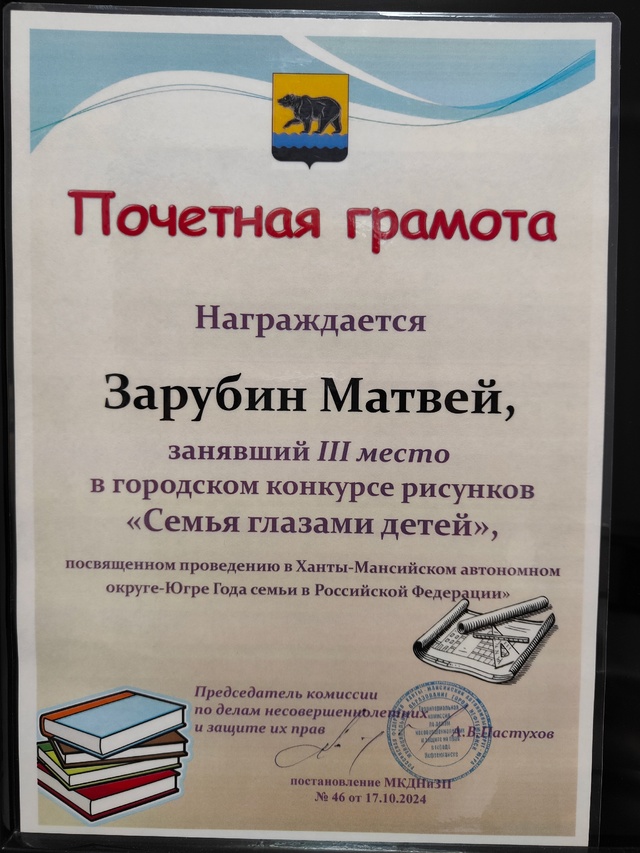 Почетная грамота
Награждается
Зарубин Матвей,
занявший III место
в городском конкурсе рисунков
«Семья глазами детей»,
посвященном проведению в Ханты-Мансийском автономном
округе-Югре Года семьи в Российской Федерации»
Председатель комиссии
по делам несовершеннолетних
и защите их прав
А.В.Пастухов
постановление МКДНиЗП
№ 46 от 17.10.2024